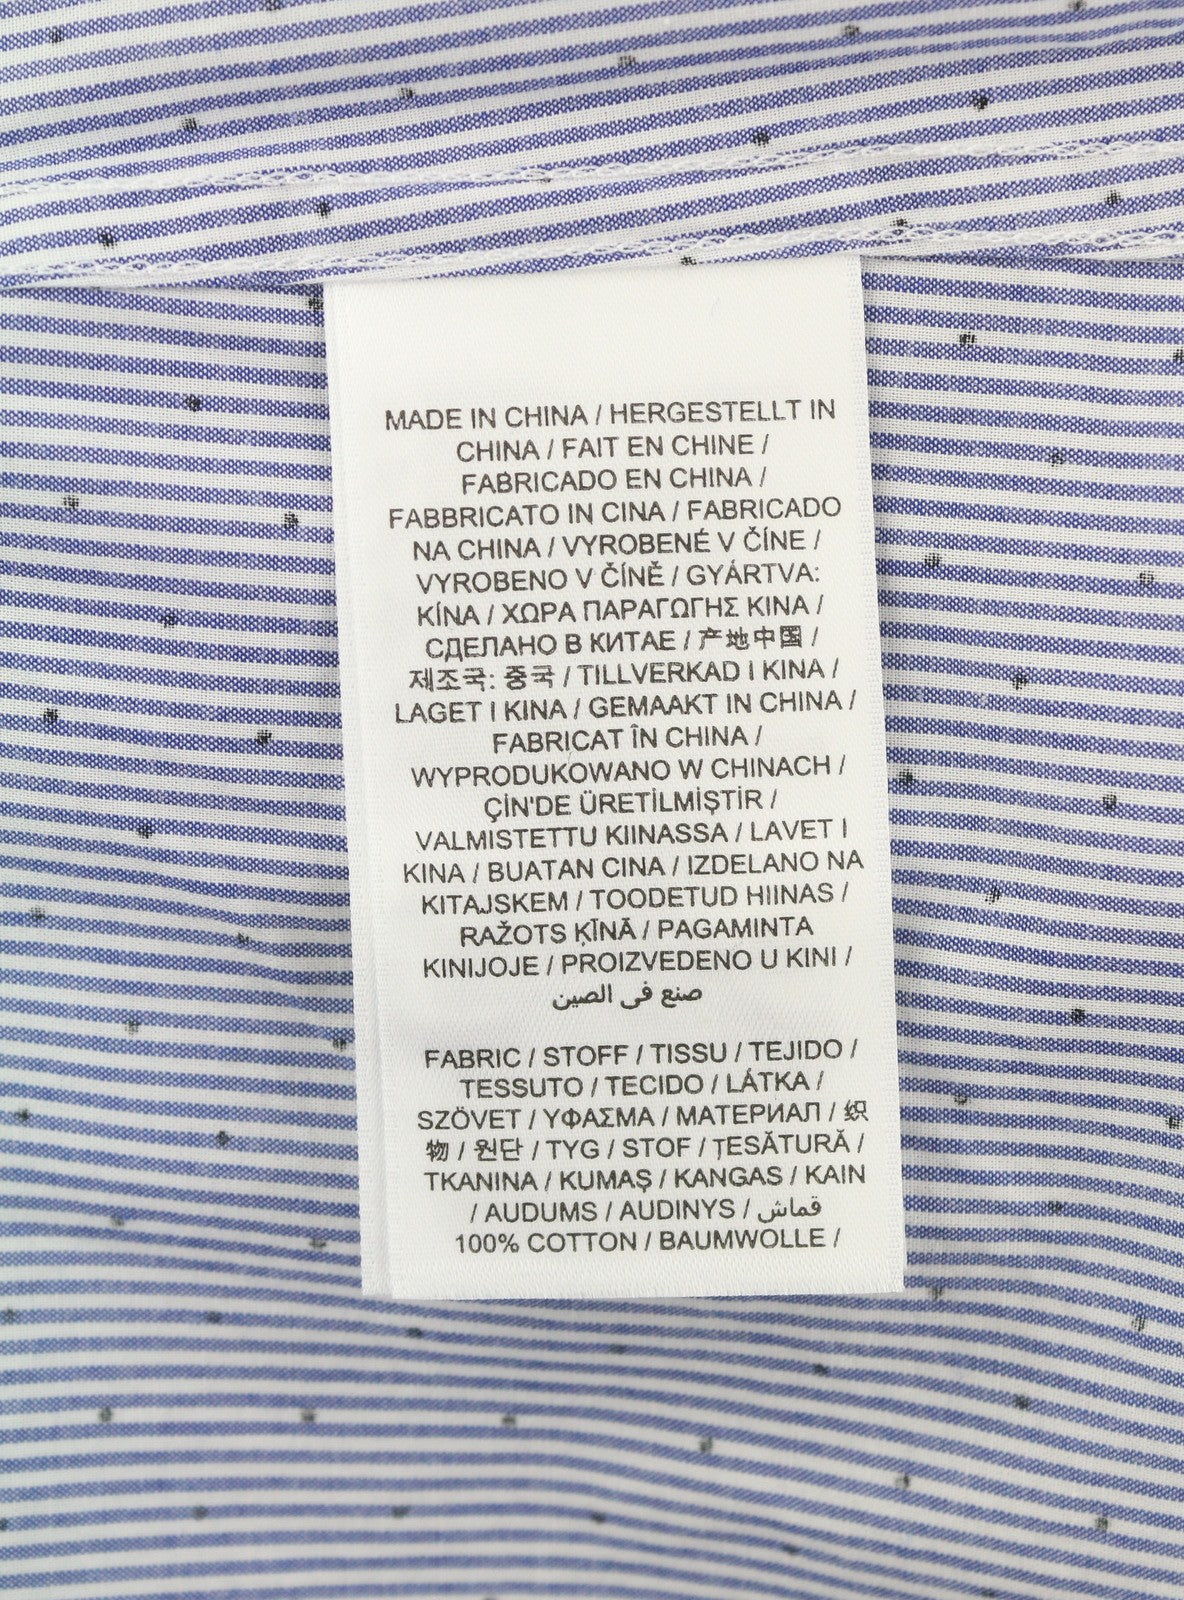 MADE IN CHINA / HERGESTELLT IN
CHINA / FAIT EN CHINE /
FABRICADO EN CHINA /
FABBRICATO IN CINA / FABRICADO
NA CHINA / VYROBENÉ V ČÍNE /
VYROBENO V ČÍNĚ / GYÁRTVA:
KÍNA / ΧΩΡΑ ΠΑΡΑΓΩΓΗΣ ΚΙΝΑ /
СДЕЛАНО В КИТАЕ / 产地中国 /
제조국: 중국 / TILLVERKAD I KINA /
LAGET I KINA / GEMAAKT IN CHINA /
FABRICAT ÎN CHINA /
WYPRODUKOWANO W CHINACH /
ÇİN'DE ÜRETİLMİŞTİR /
VALMISTETTU KIINASSA / LAVET I
KINA / BUATAN CINA / IZDELANO NA
KITAJSKEM / TOODETUD HIINAS /
RAŽOTS ĶĪNĀ / PAGAMINTA
KINIJOJE / PROIZVEDENO U KINI /
صنع في الصين
FABRIC / STOFF / TISSU / TEJIDO /
TESSUTO / TECIDO / LÁTKA /
SZÖVET / ΥΦΑΣΜΑ / МАТЕРИАЛ / 织
物 / 원단 / TYG / STOF / ȚESĂTURĂ /
TKANINA / KUMAŞ / KANGAS / KAIN
/ AUDUMS / AUDINYS / قماش
100% COTTON / BAUMWOLLE /